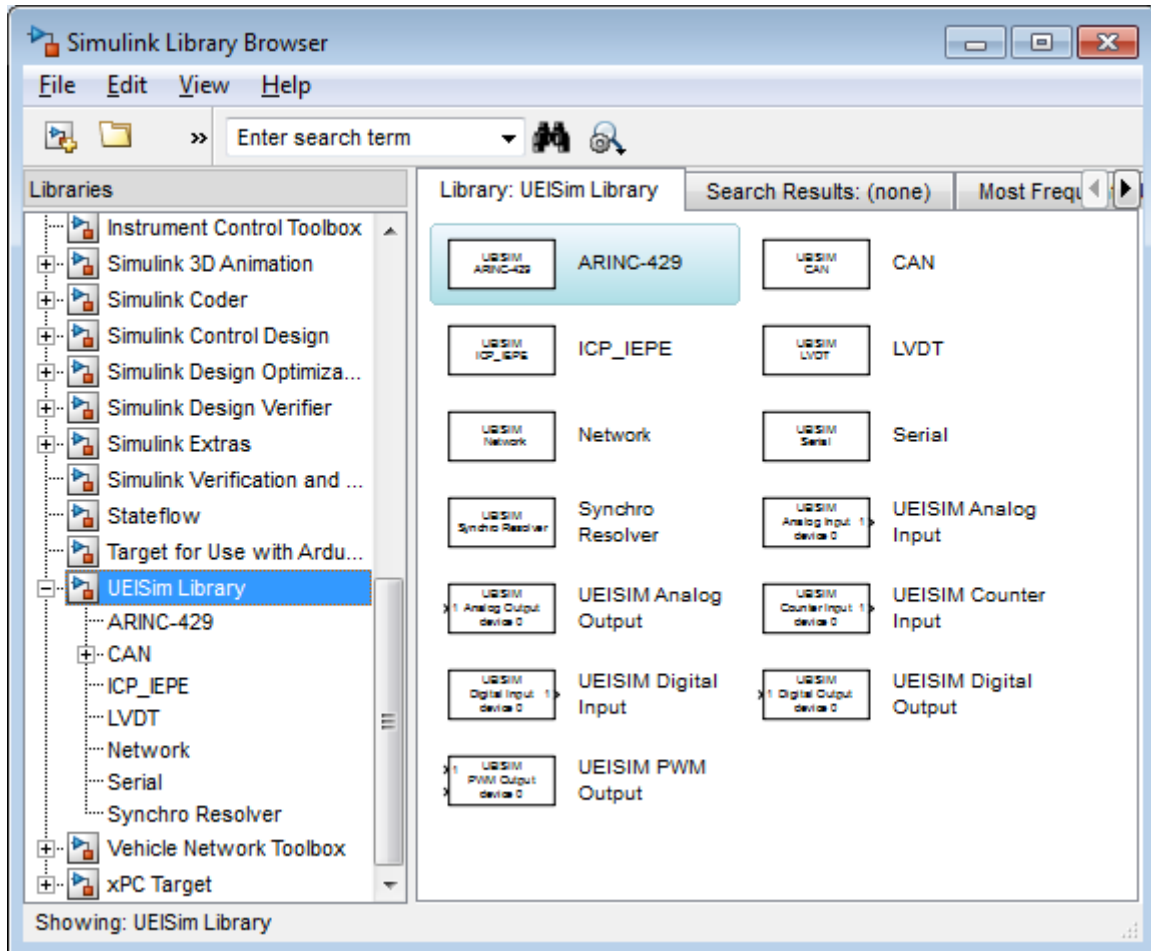 Simulink Library Browser
File Edit View Help
» Enter search term
Libraries
Instrument Control Toolbox
Simulink 3D Animation
Simulink Coder
Simulink Control Design
Simulink Design Optimiza...
Simulink Design Verifier
Simulink Extras
Simulink Verification and ...
Stateflow
Target for Use with Ardu...
UEISim Library
ARINC-429
CAN
ICP_IEPE
LVDT
Network
Serial
Synchro Resolver
Vehicle Network Toolbox
xPC Target
Library: UEISim Library
Search Results: (none)
Most Frequ
UEISIM
ARINC-429
ARINC-429
UEISIM
CAN
CAN
UEISIM
ICP_IEPE
ICP_IEPE
UEISIM
LVDT
LVDT
UEISIM
Network
Network
UEISIM
Serial
Serial
UEISIM
Synchro Resolver
Synchro
Resolver
UEISIM
Analog Input 1
device 0
UEISIM Analog
Input
UEISIM
1 Analog Output
device 0
UEISIM Analog
Output
UEISIM
Counter Input 1
device 0
UEISIM Counter
Input
UEISIM
Digital Input 1
device 0
UEISIM Digital
Input
UEISIM
1 Digital Output
device 0
UEISIM Digital
Output
1 UEISIM
PWM Output
device 0
UEISIM PWM
Output
Showing: UEISim Library